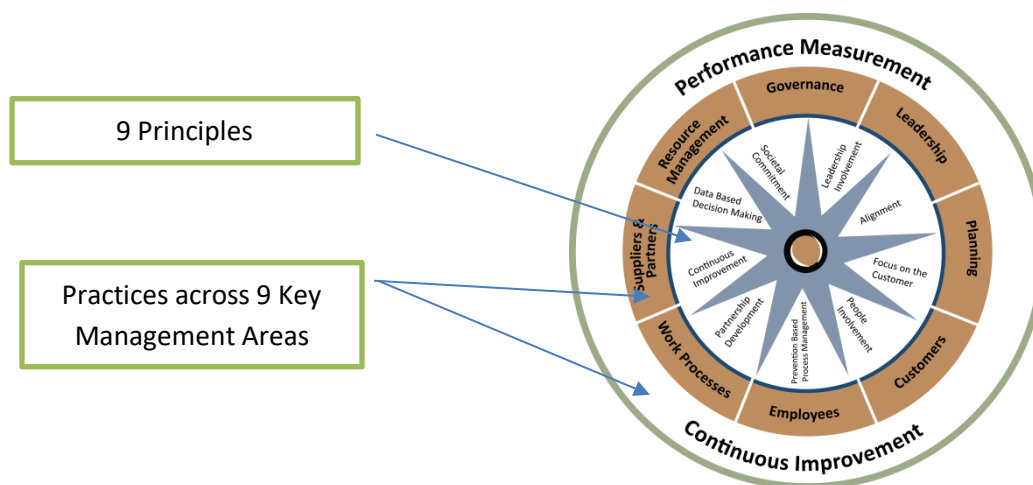 9 Principles
Practices across 9 Key
Management Areas
Performance Measurement
Governance
Leadership
Planning
Customers
Employees
Work Processes
Suppliers &
Partners
Resource
Management
Leadership
Involvement
Alignment
Focus on the
Customer
People
Involvement
Prevention Based
Process Management
Partnership
Development
Continuous
Improvement
Data Based
Decision Making
Societal
Commitment
Continuous Improvement